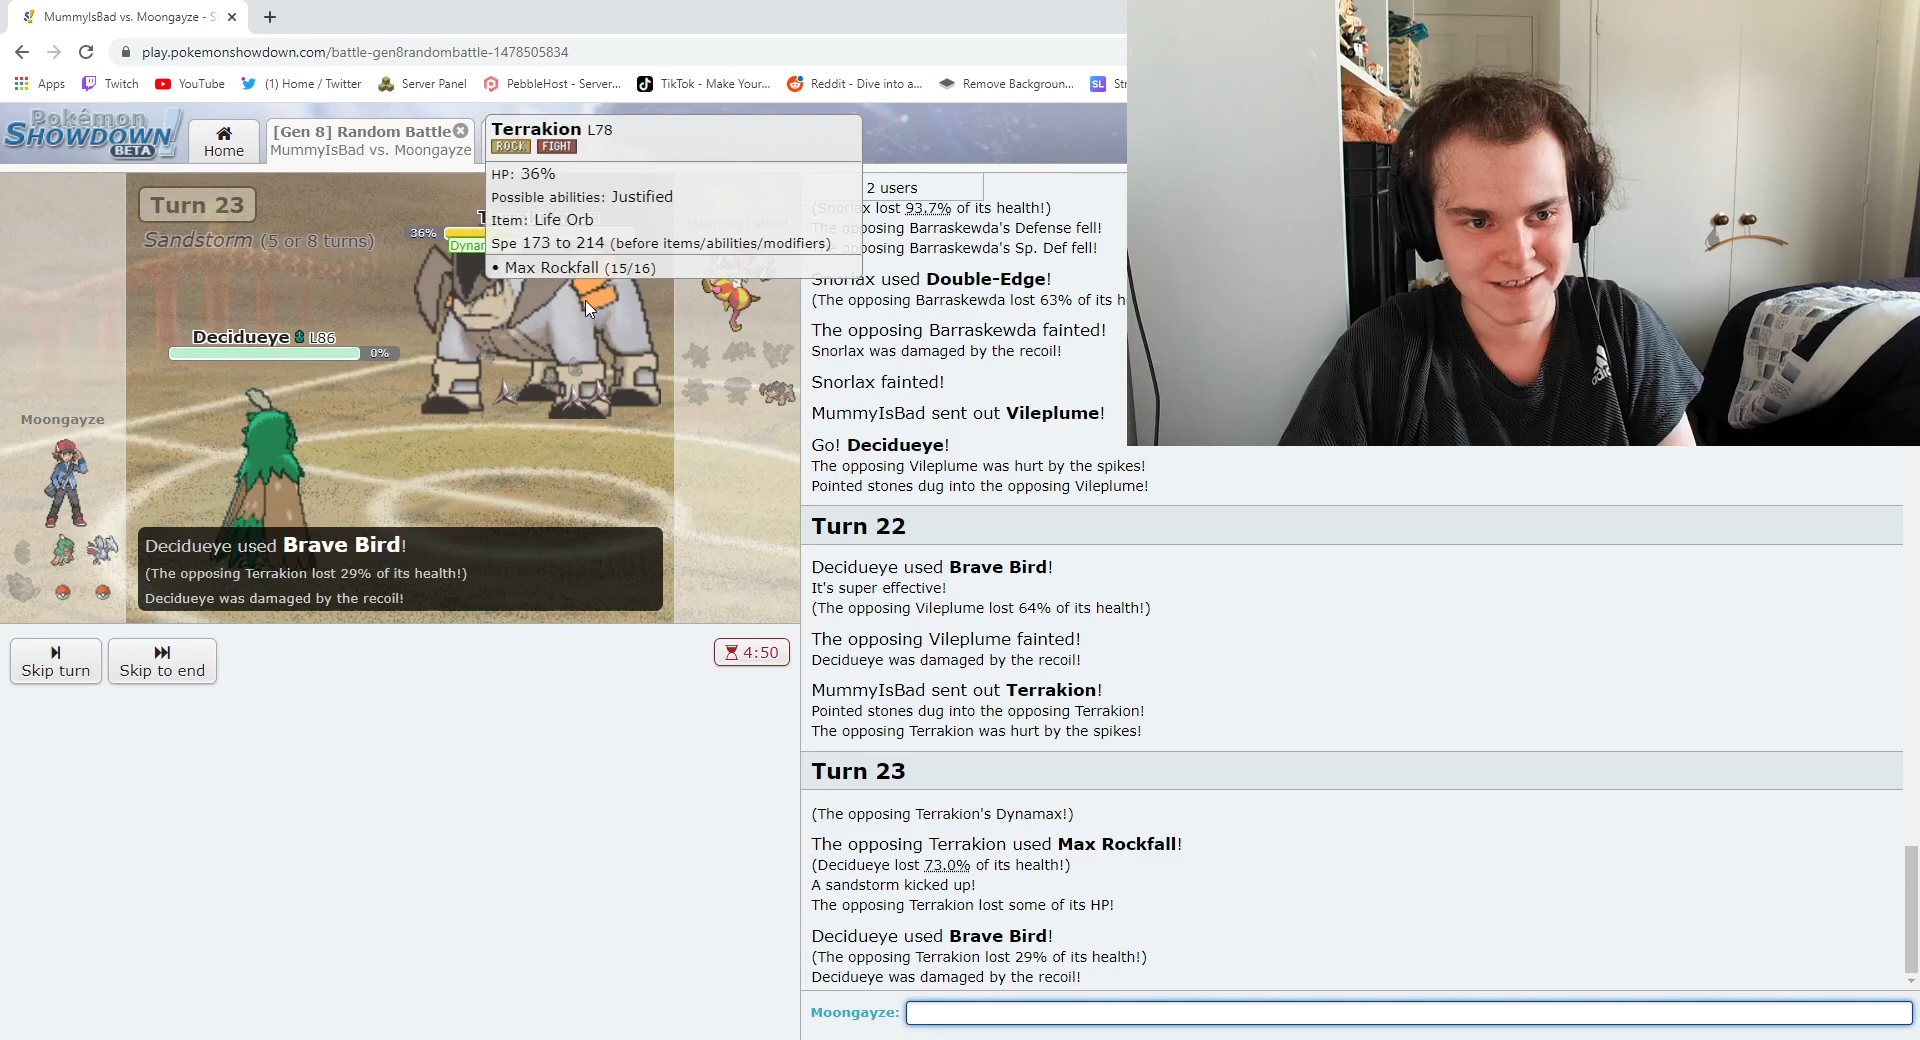 MummyIsBad vs. Moongayze - S
play.pokemonshowdown.com/battle-gen8randombattle-1478505834
Apps
Twitch
YouTube
(1) Home / Twitter
Server Panel
PebbleHost - Server...
TikTok - Make Your...
Reddit - Dive into a...
Remove Backgroun...
SL
Str
Pokémon
SHOWDOWN!
BETA
Home
[Gen 8] Random Battle
MummyIsBad vs. Moongayze
Terrakion L78
ROCK FIGHT
HP: 36%
Possible abilities: Justified
Item: Life Orb
Spe 173 to 214 (before items/abilities/modifiers)
• Max Rockfall (15/16)
Turn 23
Sandstorm (5 or 8 turns)
36%
Dynam
Decidueye L86
0%
Moongayze
Decidueye used Brave Bird!
(The opposing Terrakion lost 29% of its health!)
Decidueye was damaged by the recoil!
Skip turn
Skip to end
4:50
2 users
(Snorlax lost 93.7% of its health!)
posing Barraskewda's Defense fell!
posing Barraskewda's Sp. Def fell!
Snorlax used Double-Edge!
(The opposing Barraskewda lost 63% of its h
The opposing Barraskewda fainted!
Snorlax was damaged by the recoil!
Snorlax fainted!
MummyIsBad sent out Vileplume!
Go! Decidueye!
The opposing Vileplume was hurt by the spikes!
Pointed stones dug into the opposing Vileplume!
Turn 22
Decidueye used Brave Bird!
It's super effective!
(The opposing Vileplume lost 64% of its health!)
The opposing Vileplume fainted!
Decidueye was damaged by the recoil!
MummyIsBad sent out Terrakion!
Pointed stones dug into the opposing Terrakion!
The opposing Terrakion was hurt by the spikes!
Turn 23
(The opposing Terrakion's Dynamax!)
The opposing Terrakion used Max Rockfall!
(Decidueye lost 73.0% of its health!)
A sandstorm kicked up!
The opposing Terrakion lost some of its HP!
Decidueye used Brave Bird!
(The opposing Terrakion lost 29% of its health!)
Decidueye was damaged by the recoil!
Moongayze:
adidas